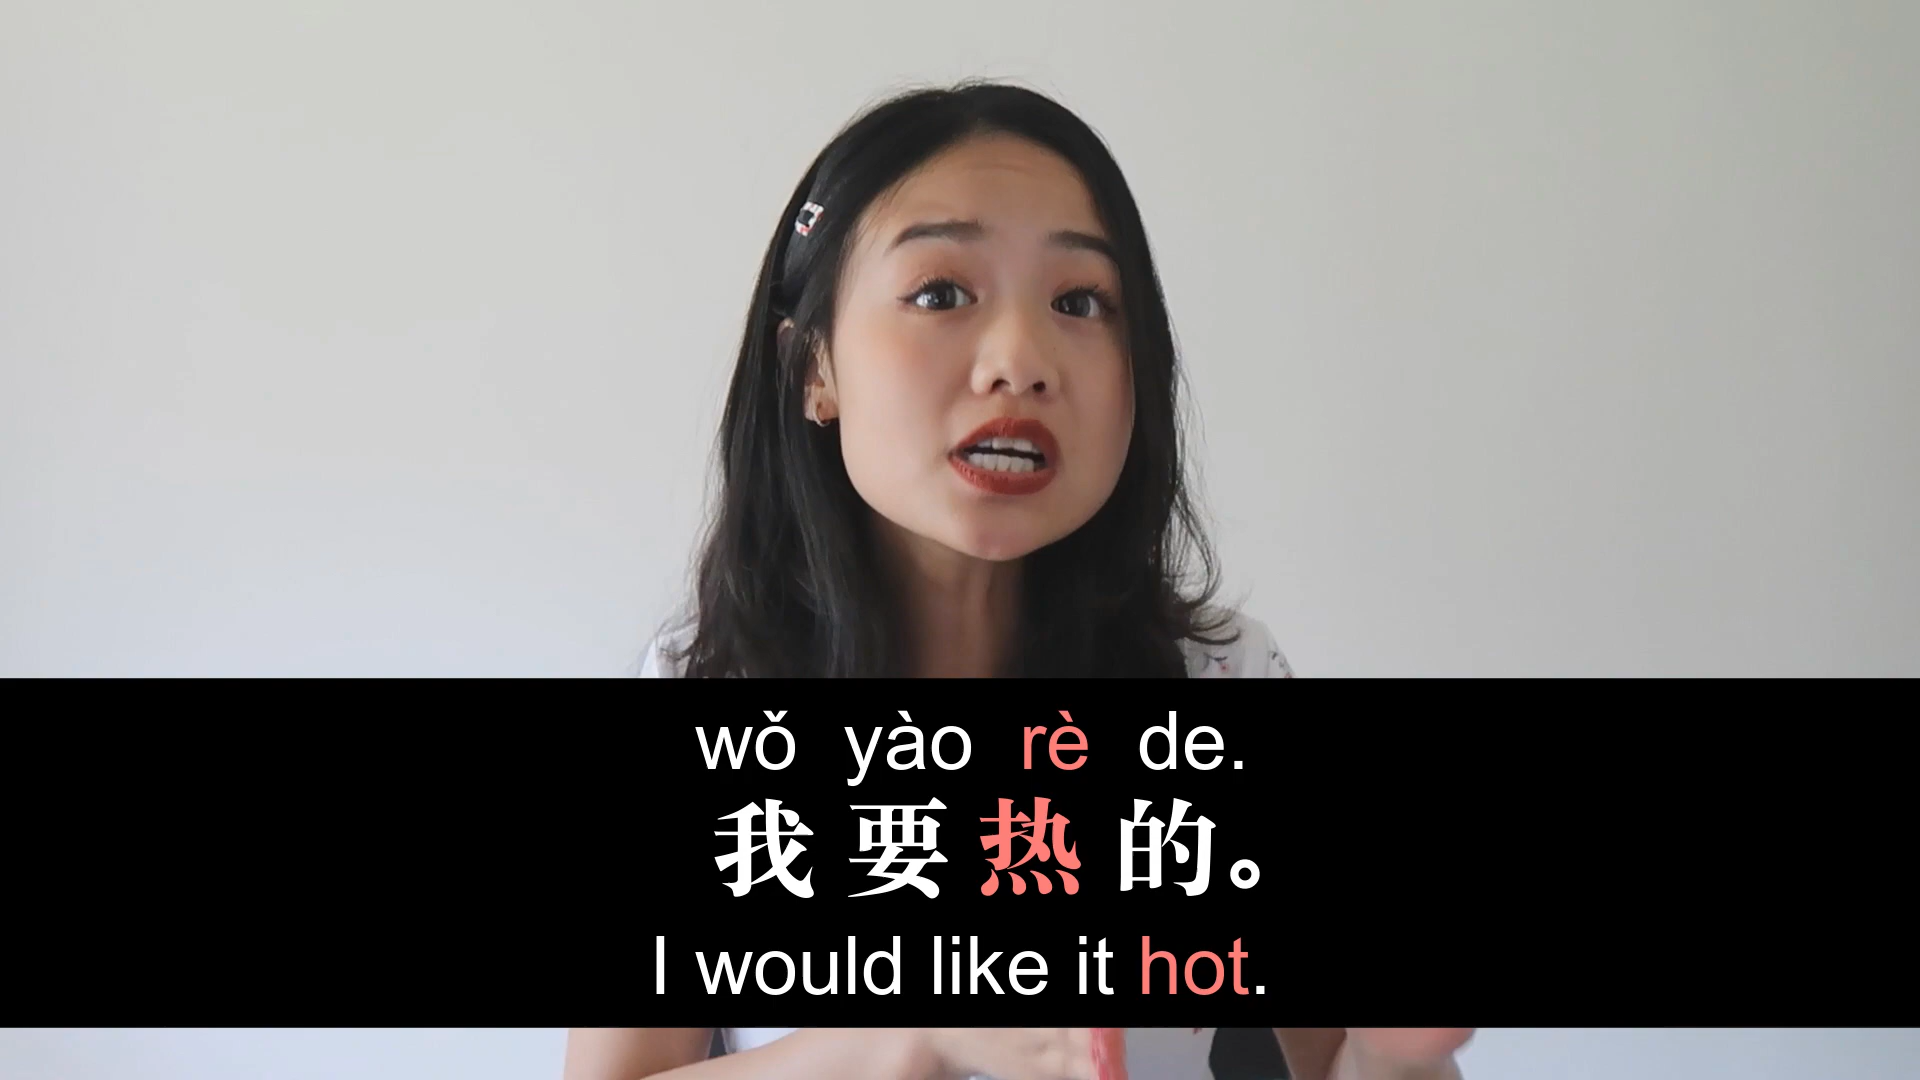 wǒ yào rè de.
我要热的。
I would like it hot.